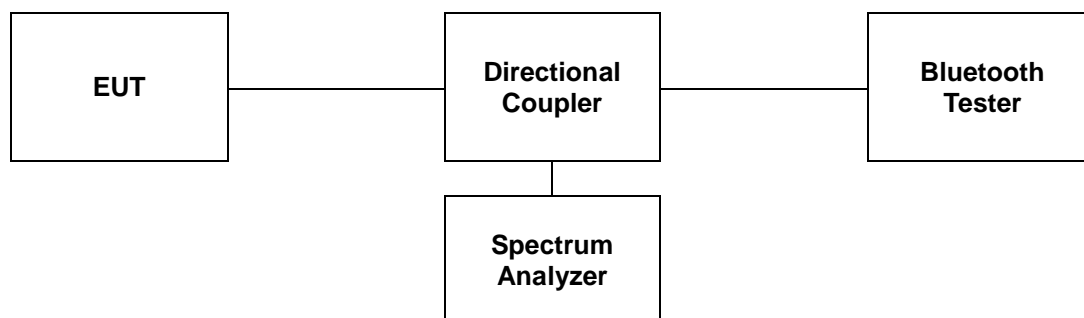 EUT
Directional
Coupler
Bluetooth
Tester
Spectrum
Analyzer